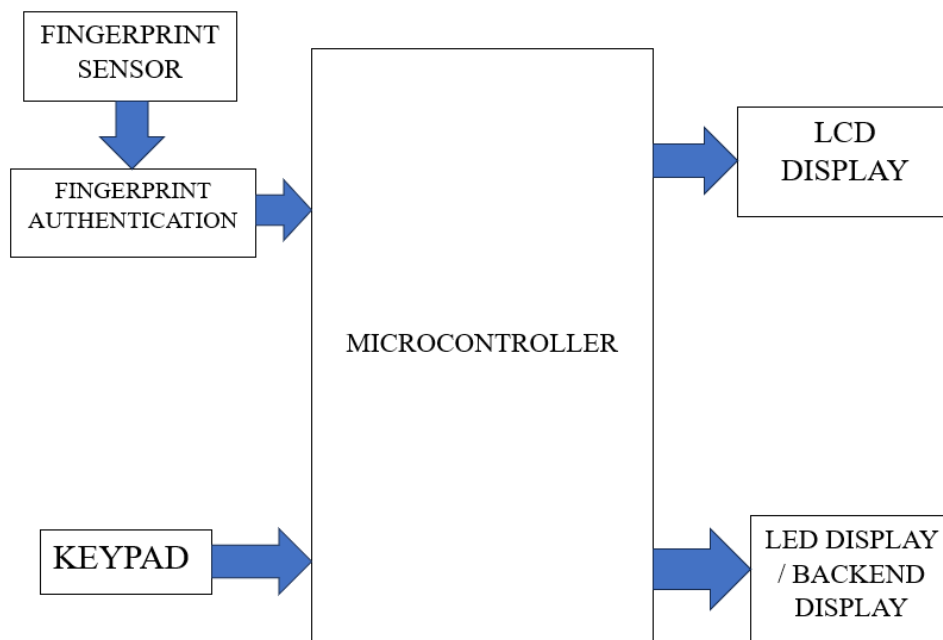 FINGERPRINT
SENSOR
FINGERPRINT
AUTHENTICATION
LCD
DISPLAY
MICROCONTROLLER
KEYPAD
LED DISPLAY
/ BACKEND
DISPLAY